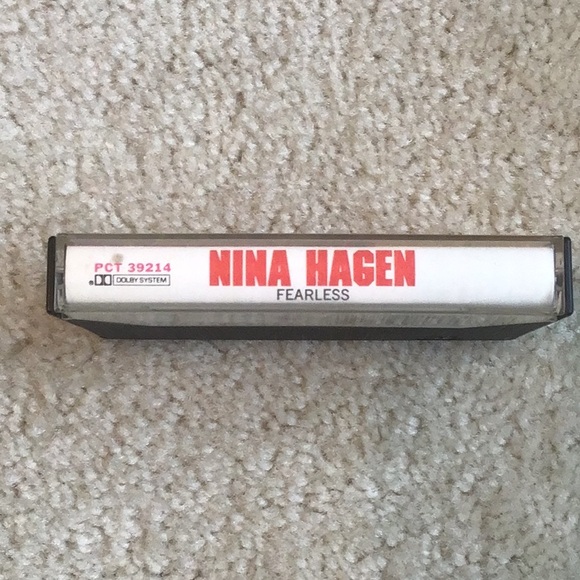 PCT 39214
DOLBY SYSTEM
NINA HAGEN
FEARLESS